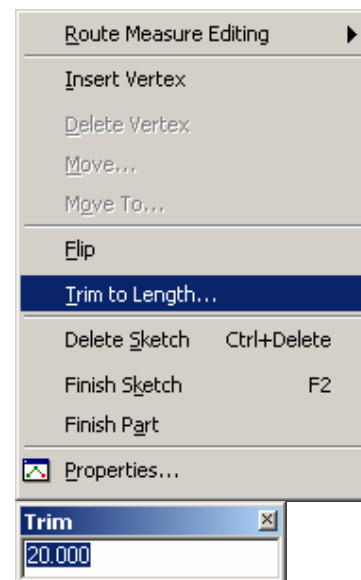 Route Measure Editing
Insert Vertex
Delete Vertex
Move...
Move To...
Flip
Trim to Length...
Delete Sketch Ctrl+Delete
Finish Sketch F2
Finish Part
Properties...
Trim
20.000